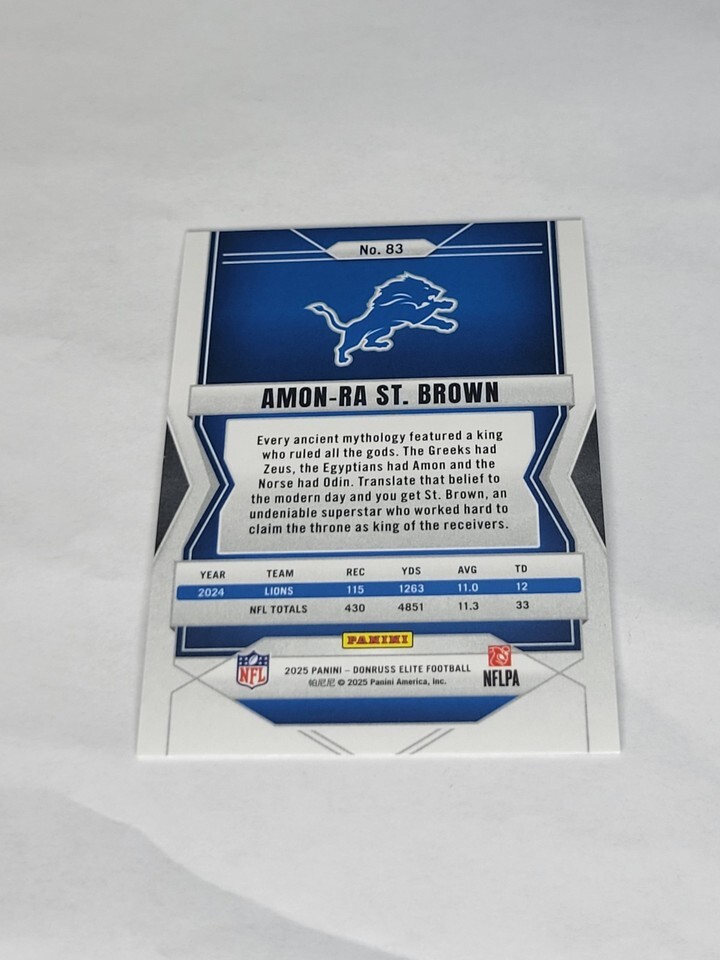 No. 83
AMON-RA ST. BROWN
Every ancient mythology featured a king
who ruled all the gods. The Greeks had
Zeus, the Egyptians had Amon and the
Norse had Odin. Translate that belief to
the modern day and you get St. Brown, an
undeniable superstar who worked hard to
claim the throne as king of the receivers.
YEAR TEAM REC YDS AVG TD
2024 LIONS 115 1263 11.0 12
NFL TOTALS 430 4851 11.3 33
PANINI
NFL
2025 PANINI – DONRUSS ELITE FOOTBALL
帕尼尼 © 2025 Panini America, Inc.
NFLPA